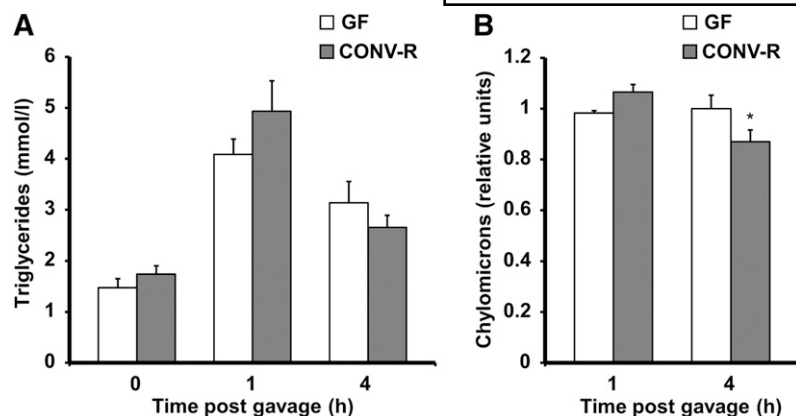 A
GF
CONV-R
Triglycerides (mmol/l)
6
5
4
3
2
1
0
0 1 4
Time post gavage (h)
B
GF
CONV-R
Chylomicrons (relative units)
1.2
1
0.8
0.6
0.4
0.2
0
*
1 4
Time post gavage (h)